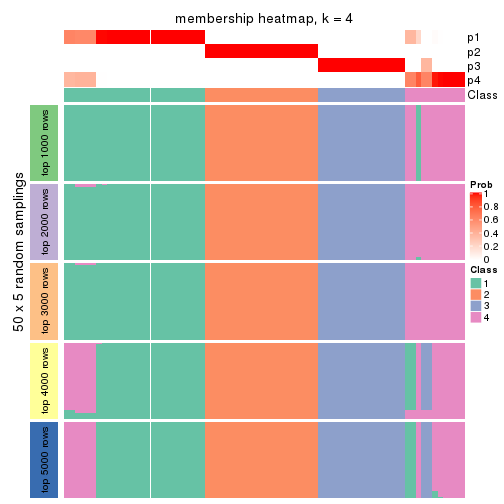 membership heatmap, k = 4
p1
p2
p3
p4
Class
50 x 5 random samplings
top 1000 rows
top 2000 rows
top 3000 rows
top 4000 rows
top 5000 rows
Prob
1
0.8
0.6
0.4
0.2
0
Class
1
2
3
4